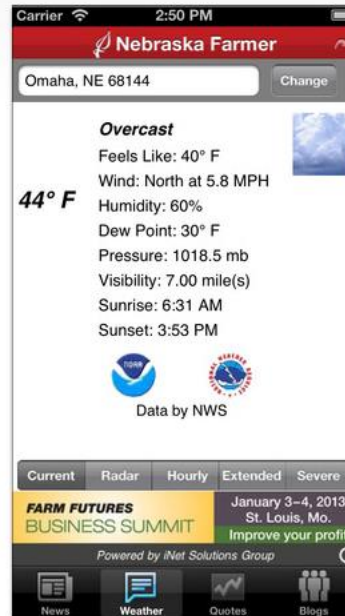 Carrier 2:50 PM
Nebraska Farmer
Omaha, NE 68144 Change
Overcast
Feels Like: 40° F
Wind: North at 5.8 MPH
44° F
Humidity: 60%
Dew Point: 30° F
Pressure: 1018.5 mb
Visibility: 7.00 mile(s)
Sunrise: 6:31 AM
Sunset: 3:53 PM
Data by NWS
Current Radar Hourly Extended Severe
FARM FUTURES
BUSINESS SUMMIT
January 3–4, 2013
St. Louis, Mo.
Improve your profit
Powered by iNet Solutions Group
News Weather Quotes Blogs